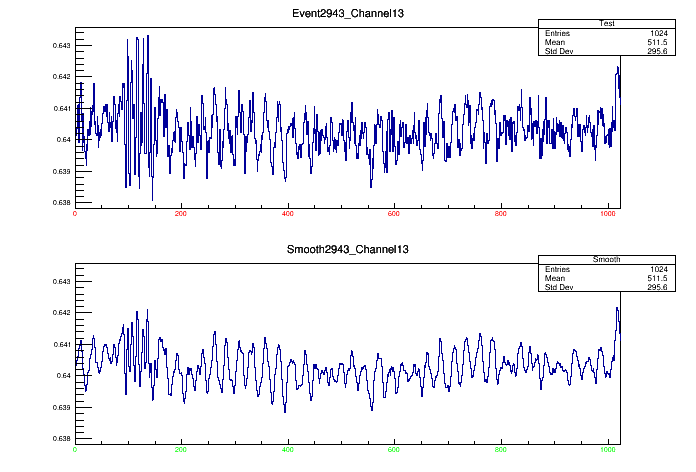 Event2943_Channel13
Test
Entries 1024
Mean 511.5
Std Dev 295.6
0.643
0.642
0.641
0.64
0.639
0.638
0 200 400 600 800 1000
Smooth2943_Channel13
Smooth
Entries 1024
Mean 511.5
Std Dev 295.6
0.643
0.642
0.641
0.64
0.639
0.638
0 200 400 600 800 1000